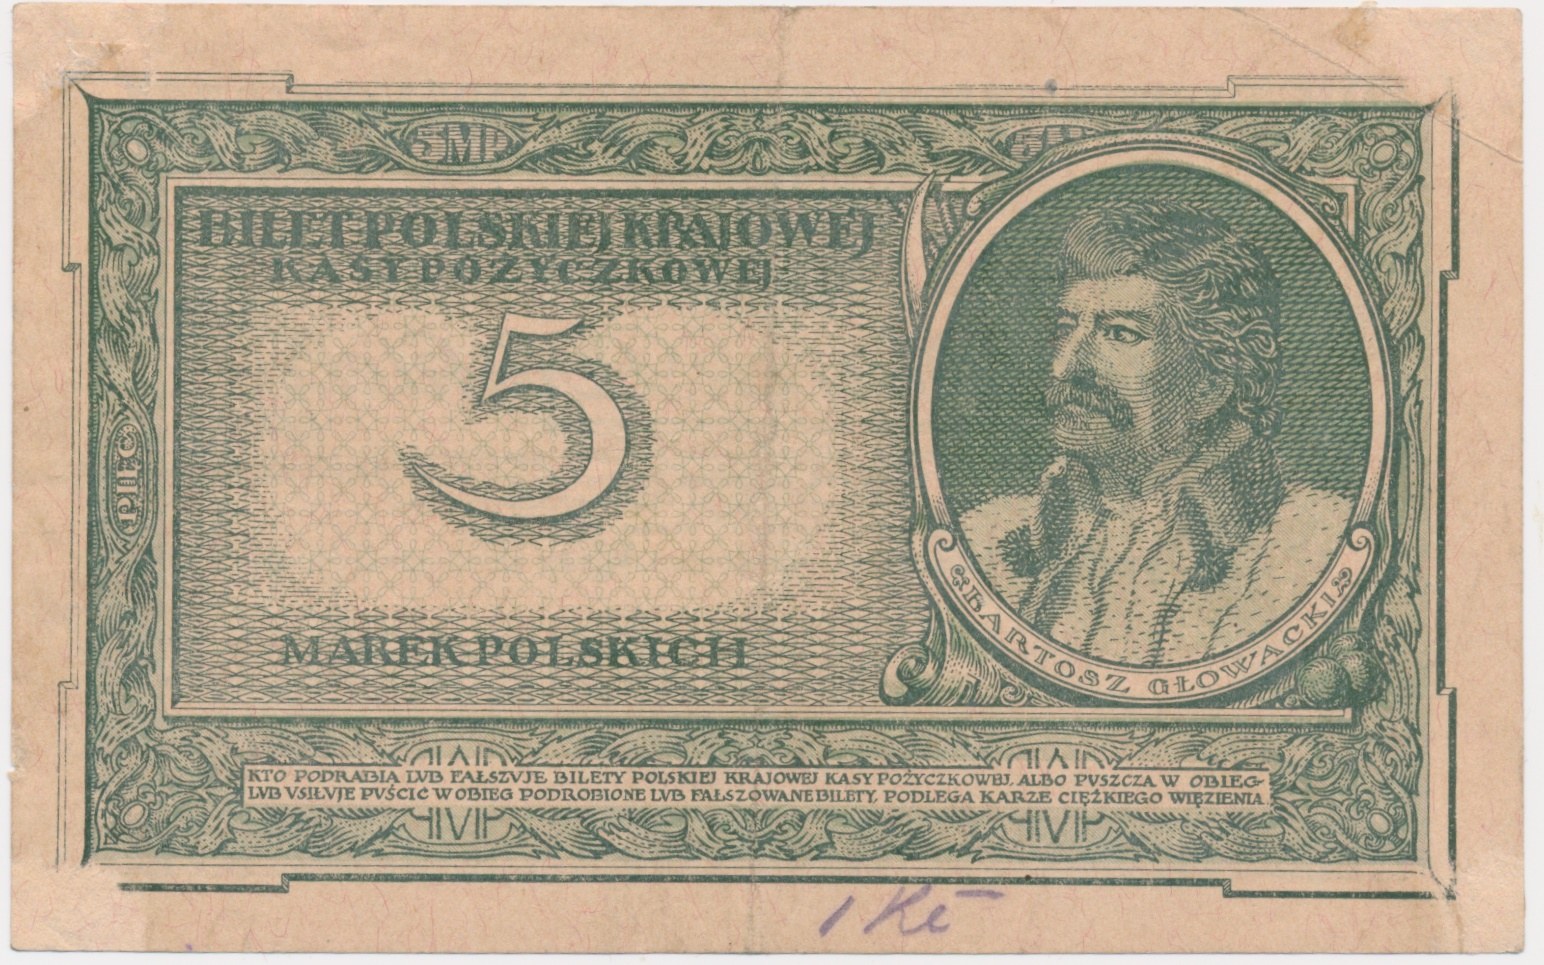 5MP
BILET POLSKIEJ KRAJOWEJ
KASY POŻYCZKOWEJ
5
PIĘĆ
MAREK POLSKICH
BARTOSZ GŁOWACKI
KTO PODRABIA LVB FAŁSZVJE BILETY POLSKIEJ KRAJOWEJ KASY POŻYCZKOWEJ, ALBO PVSZCZA W OBIEG
LVB VSIŁVJE PVŚCIĆ W OBIEG PODROBIONE LVB FAŁSZOWANE BILETY, PODLEGA KARZE CIĘŻKIEGO WIĘZIENIA